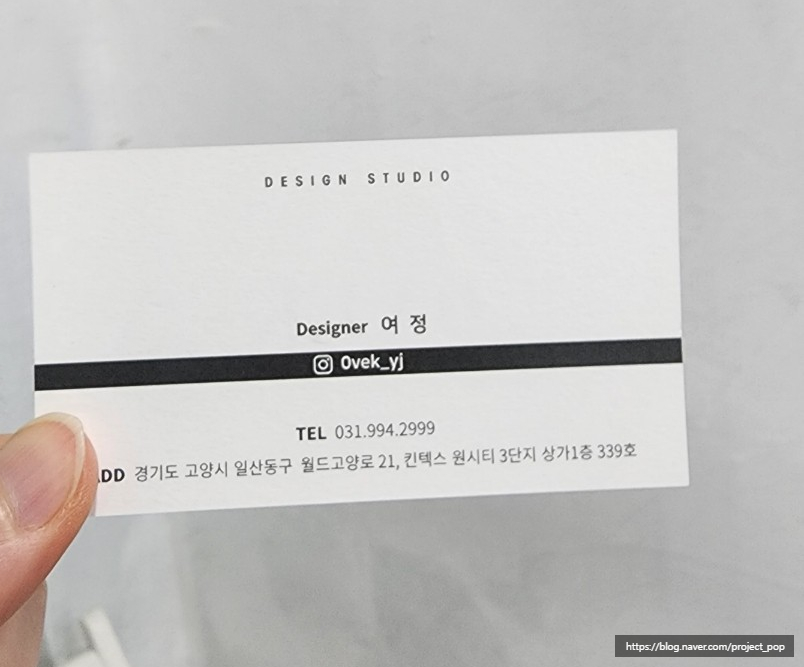 DESIGN STUDIO
Designer 여 정
0vek_yj
TEL 031.994.2999
ADD 경기도 고양시 일산동구 월드고양로 21, 킨텍스 원시티 3단지 상가1층 339호
https://blog.naver.com/project_pop